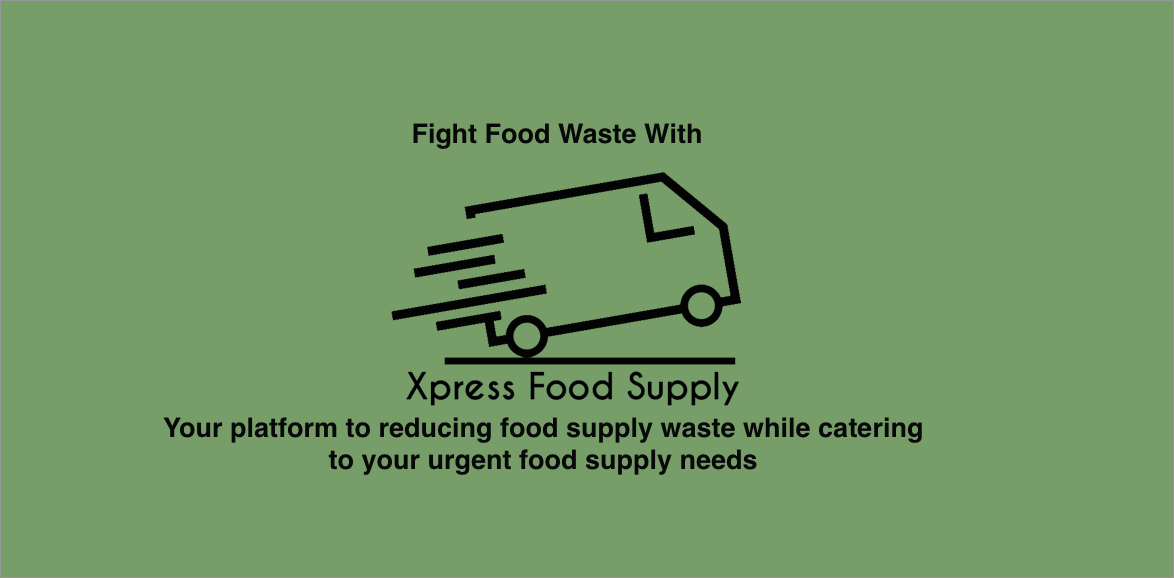 Fight Food Waste With
Xpress Food Supply
Your platform to reducing food supply waste while catering
to your urgent food supply needs